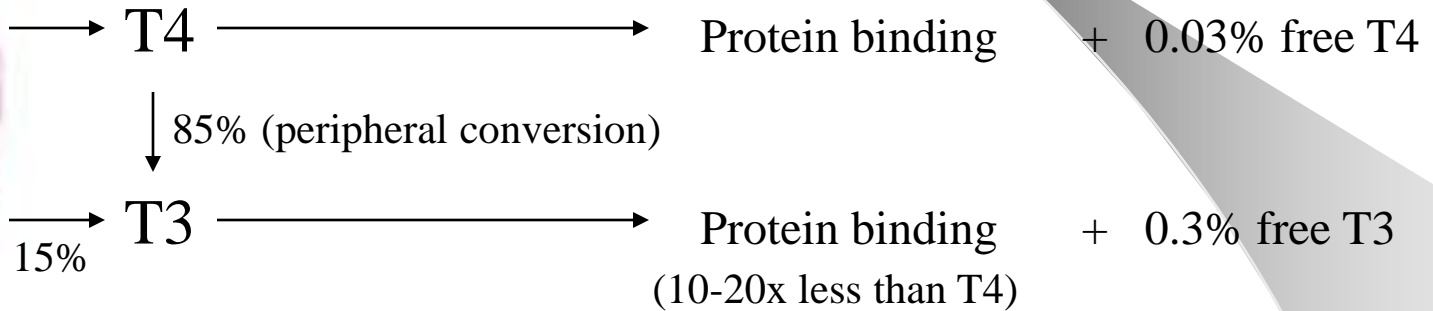 T4 Protein binding + 0.03% free T4
85% (peripheral conversion)
T3 Protein binding + 0.3% free T3
15%
(10-20x less than T4)